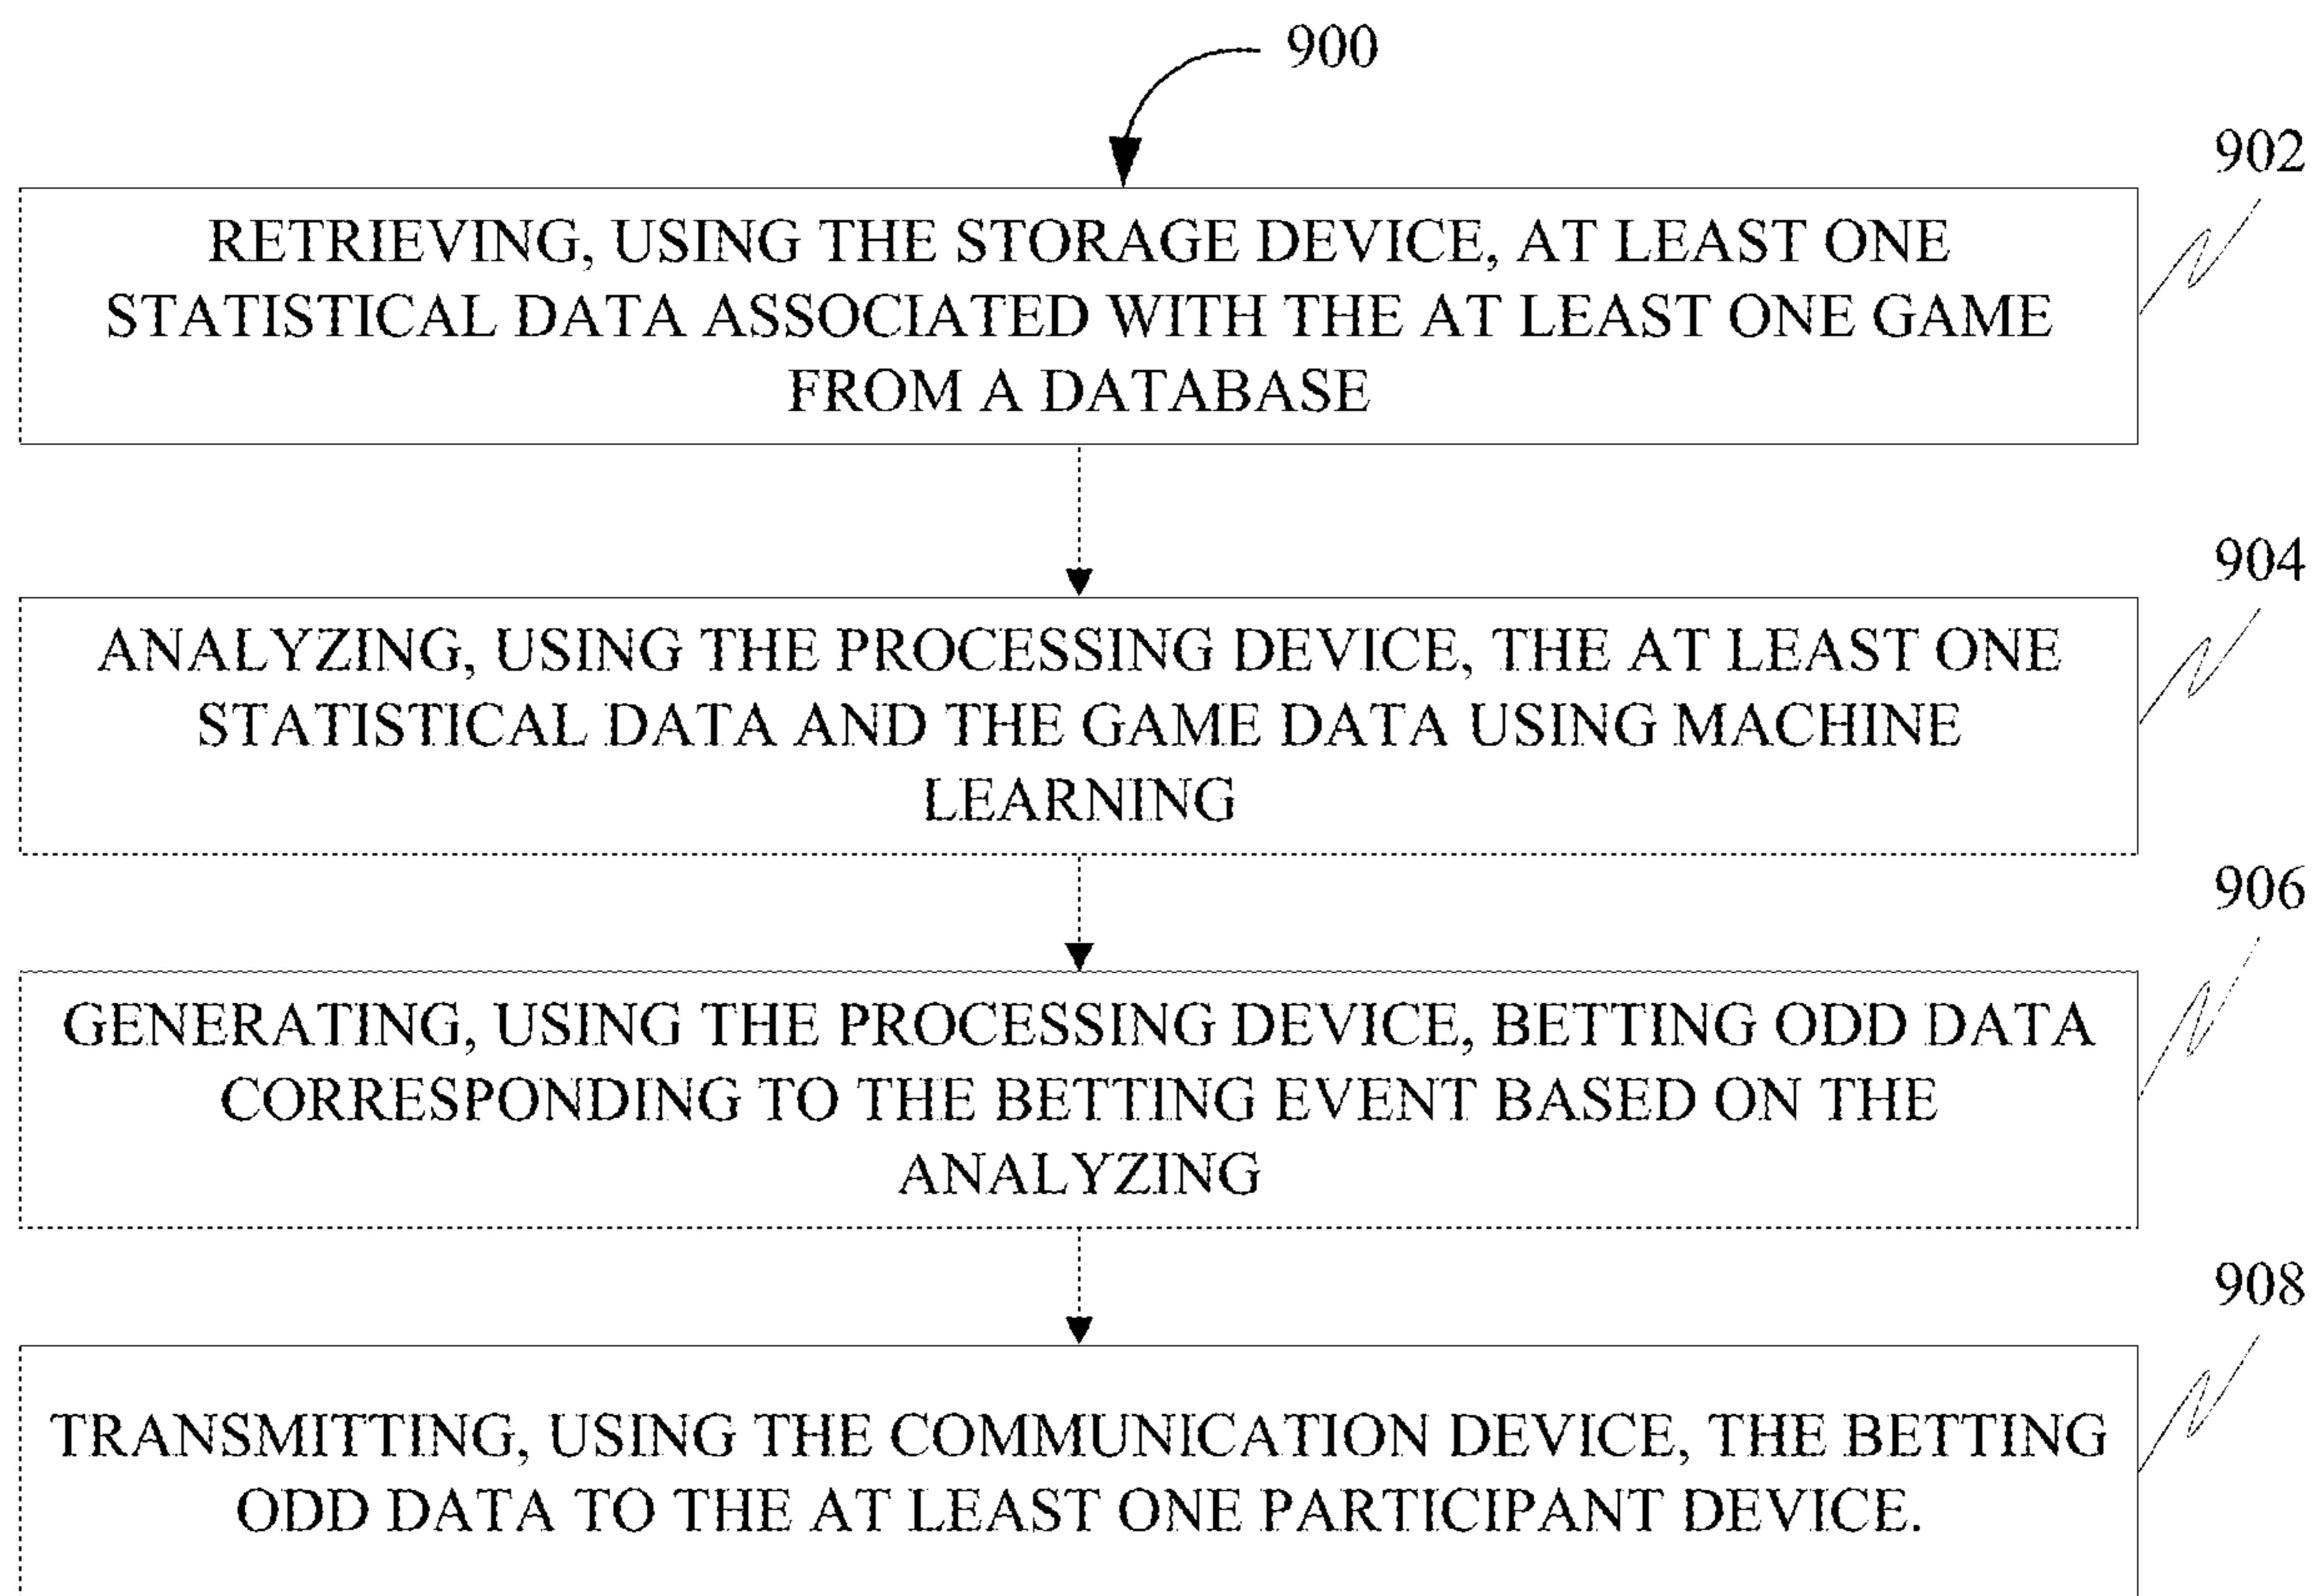 900
902
RETRIEVING, USING THE STORAGE DEVICE, AT LEAST ONE
STATISTICAL DATA ASSOCIATED WITH THE AT LEAST ONE GAME
FROM A DATABASE
904
ANALYZING, USING THE PROCESSING DEVICE, THE AT LEAST ONE
STATISTICAL DATA AND THE GAME DATA USING MACHINE
LEARNING
906
GENERATING, USING THE PROCESSING DEVICE, BETTING ODD DATA
CORRESPONDING TO THE BETTING EVENT BASED ON THE
ANALYZING
908
TRANSMITTING, USING THE COMMUNICATION DEVICE, THE BETTING
ODD DATA TO THE AT LEAST ONE PARTICIPANT DEVICE.